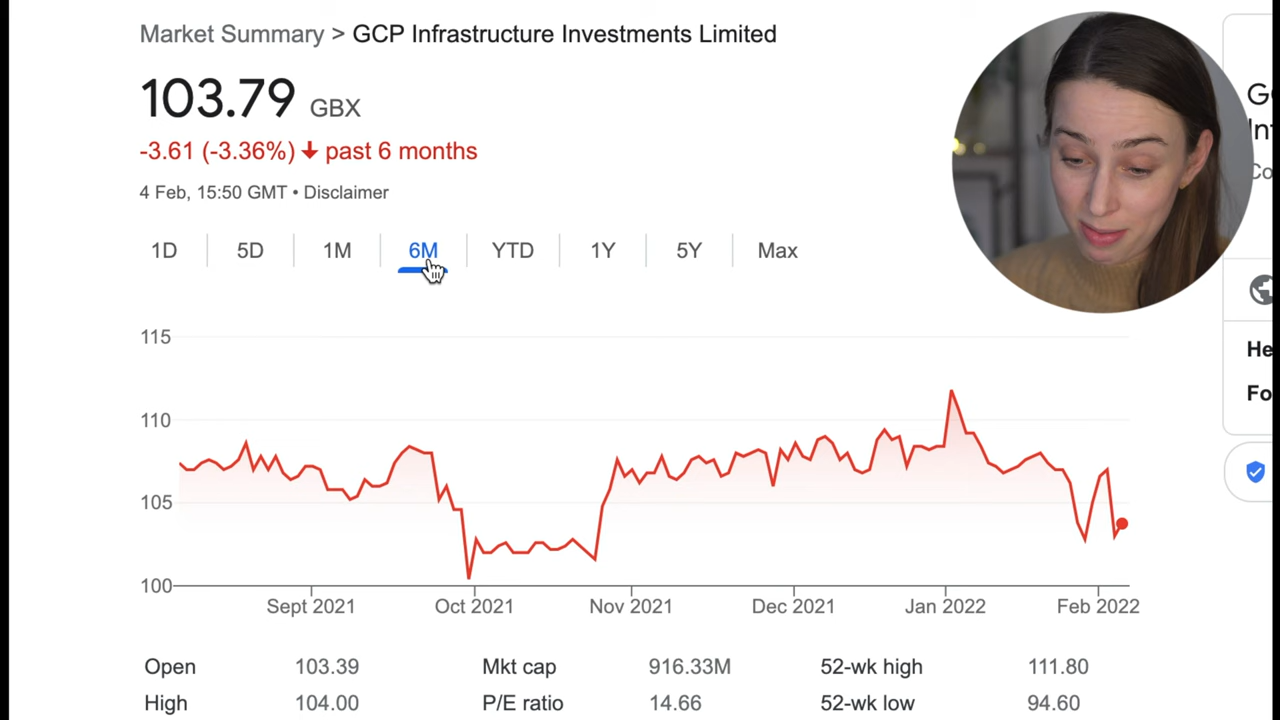 Market Summary > GCP Infrastructure Investments Limited
103.79 GBX
-3.61 (-3.36%) ↓ past 6 months
4 Feb, 15:50 GMT • Disclaimer
1D 5D 1M 6M YTD 1Y 5Y Max
115
110
105
100
Sept 2021 Oct 2021 Nov 2021 Dec 2021 Jan 2022 Feb 2022
Open 103.39 Mkt cap 916.33M 52-wk high 111.80
High 104.00 P/E ratio 14.66 52-wk low 94.60
He
Fo